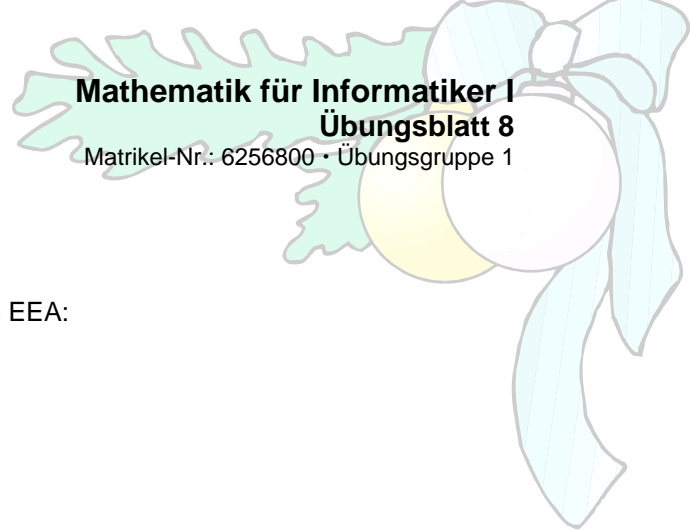 Mathematik für Informatiker I
Übungsblatt 8
Matrikel-Nr.: 6256800 · Übungsgruppe 1
EEA: